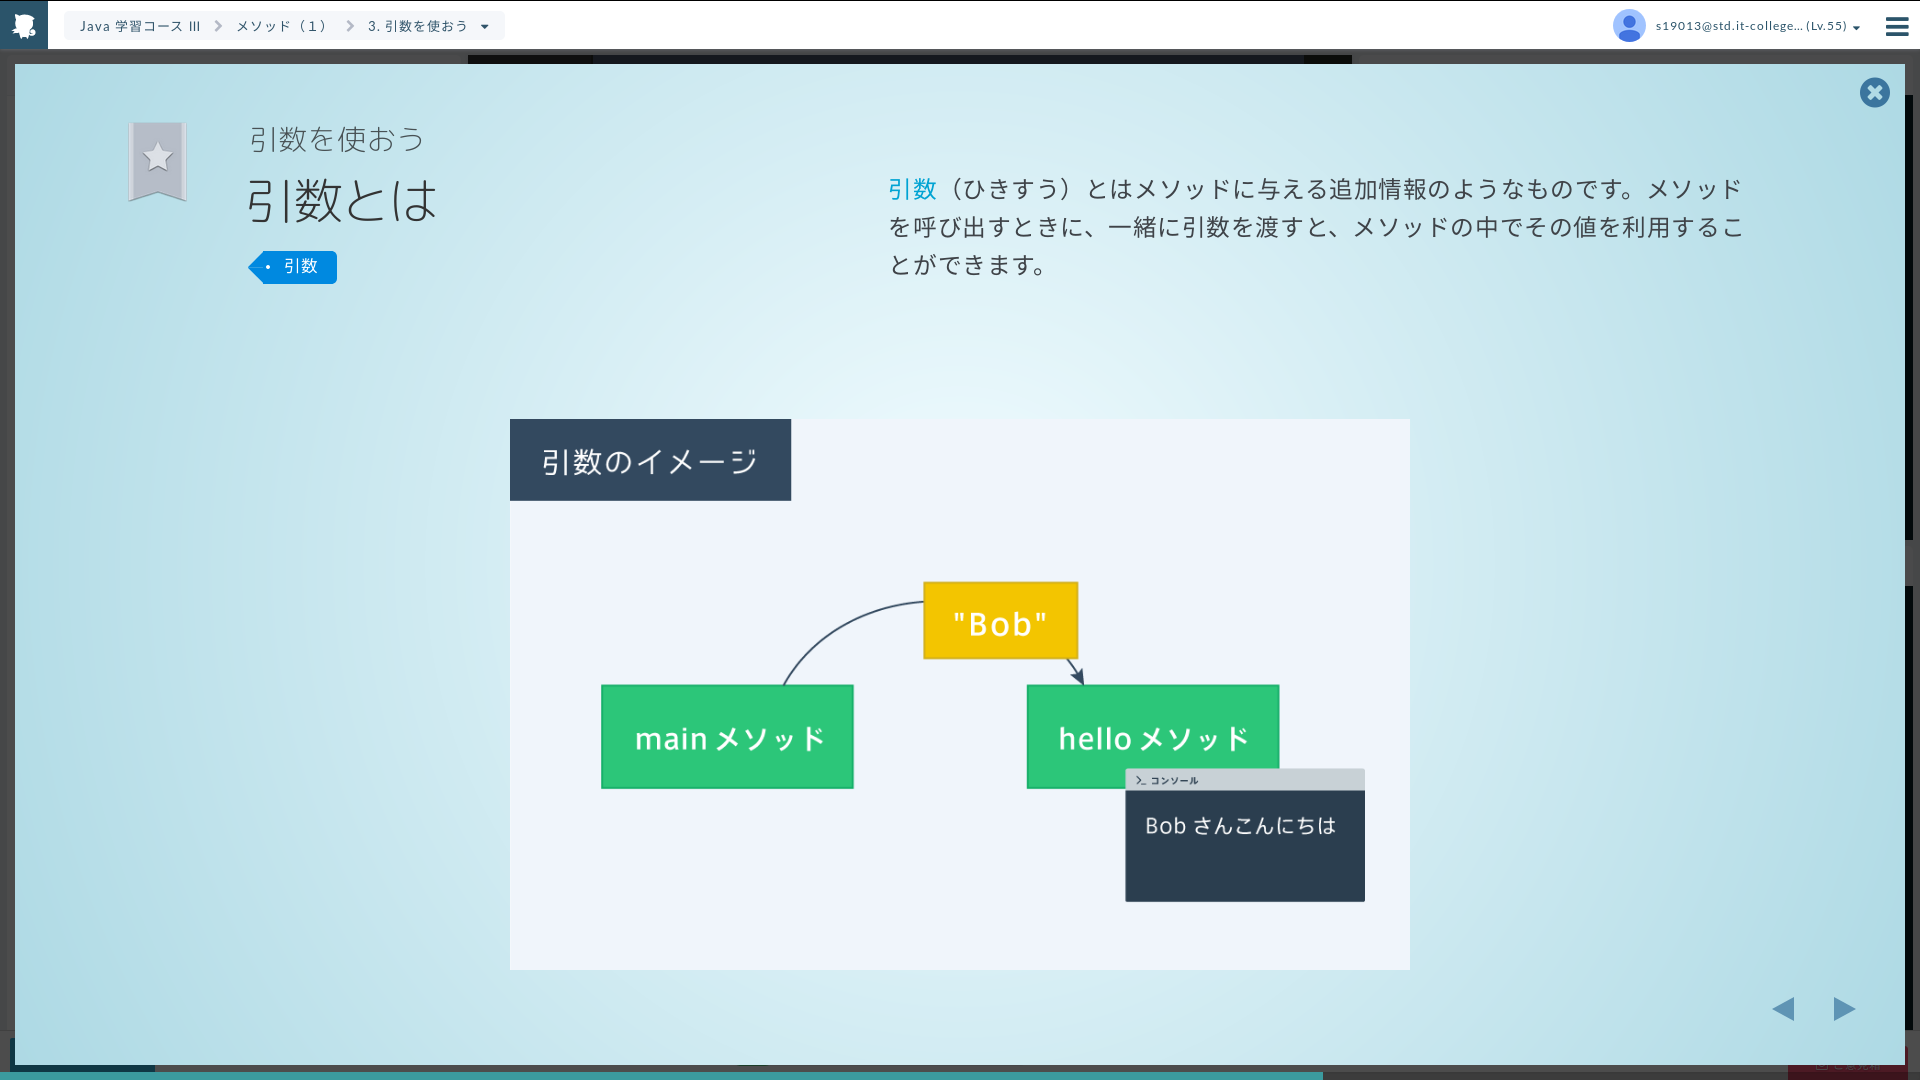 Java 学習コース III
メソッド（１）
3. 引数を使おう
s19013@std.it-college... (Lv.55)
引数を使おう
引数とは
引数
引数（ひきすう）とはメソッドに与える追加情報のようなものです。メソッド
を呼び出すときに、一緒に引数を渡すと、メソッドの中でその値を利用するこ
とができます。
引数のイメージ
"Bob"
main メソッド
hello メソッド
>_ コンソール
Bob さんこんにちは